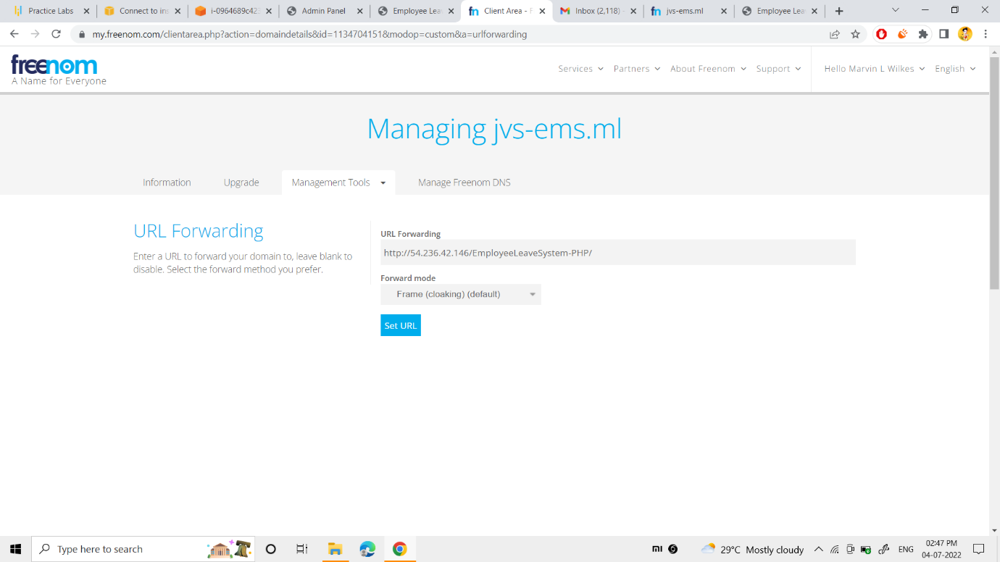 Practice Labs
Connect to ins
i-0964689c423
Admin Panel
Employee Lea
Client Area - F
Inbox (2,118) -
jvs-ems.ml
Employee Lea
my.freenom.com/clientarea.php?action=domaindetails&id=1134704151&modop=custom&a=urlforwarding
freenom
A Name for Everyone
Services
Partners
About Freenom
Support
Hello Marvin L Wilkes
English
Managing jvs-ems.ml
Information
Upgrade
Management Tools
Manage Freenom DNS
URL Forwarding
Enter a URL to forward your domain to, leave blank to
disable. Select the forward method you prefer.
URL Forwarding
http://54.236.42.146/EmployeeLeaveSystem-PHP/
Forward mode
Frame (cloaking) (default)
Set URL
Type here to search
29°C Mostly cloudy
ENG
02:47 PM
04-07-2022